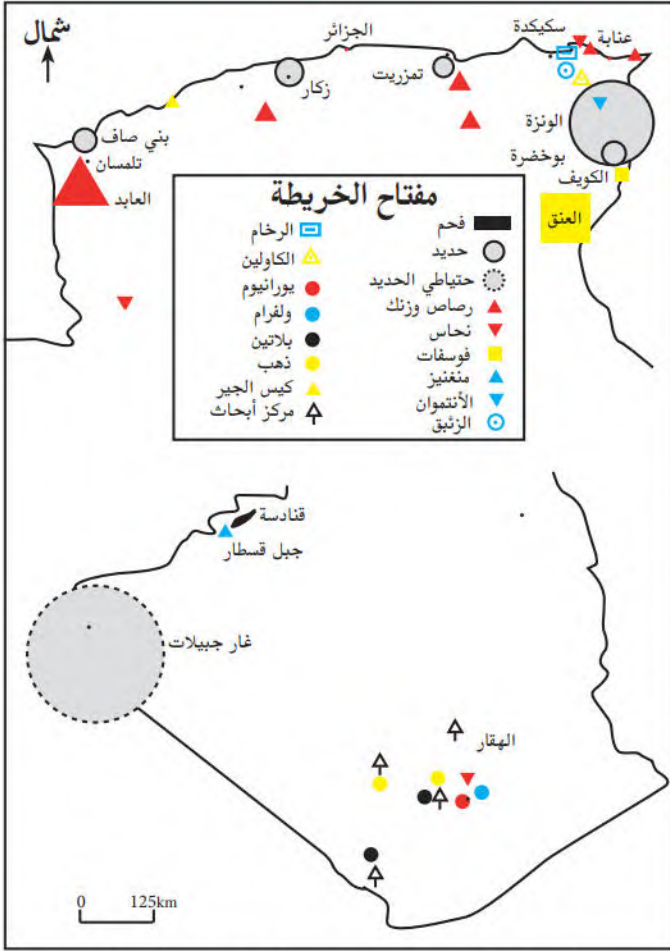 شمال
الجزائر
سكيكدة
عنابة
تمزريت
زكار
الونزة
بني صاف
بوخضرة
تلمسان
الكويف
العابد
العنق
مفتاح الخريطة
فحم
حديد
حتياطي الحديد
رصاص وزنك
نحاس
فوسفات
منغنيز
الأنتموان
الزئبق
الرخام
الكاولين
يورانيوم
ولفرام
بلاتين
ذهب
كيس الجير
مركز أبحاث
قنادسة
جبل قسطار
غار جبيلات
الهقار
0 125km